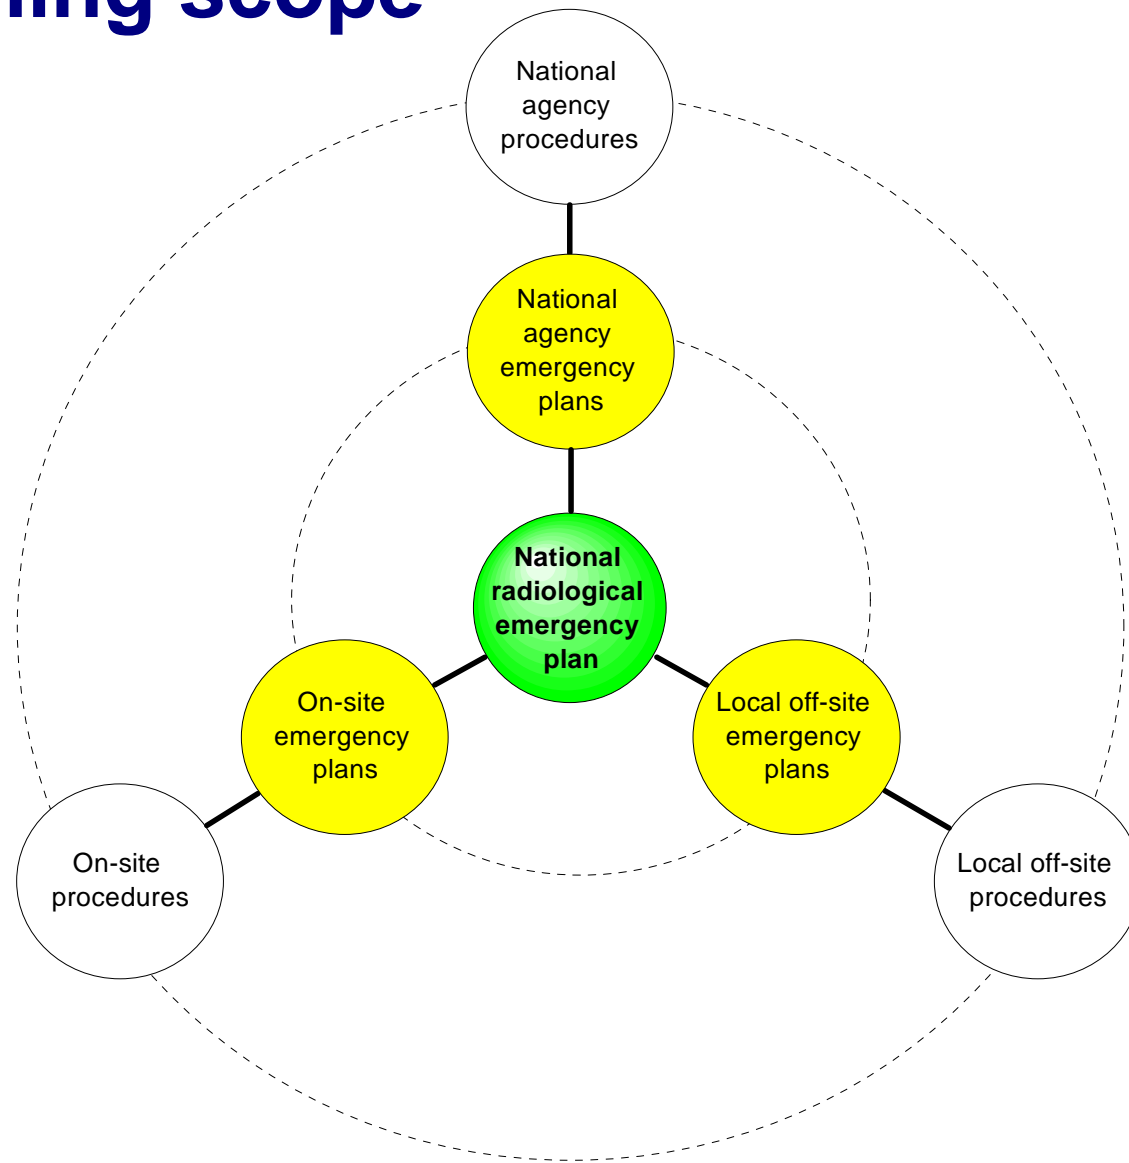 scope
National
agency
procedures
National
agency
emergency
plans
National
radiological
emergency
plan
On-site
emergency
plans
Local off-site
emergency
plans
On-site
procedures
Local off-site
procedures